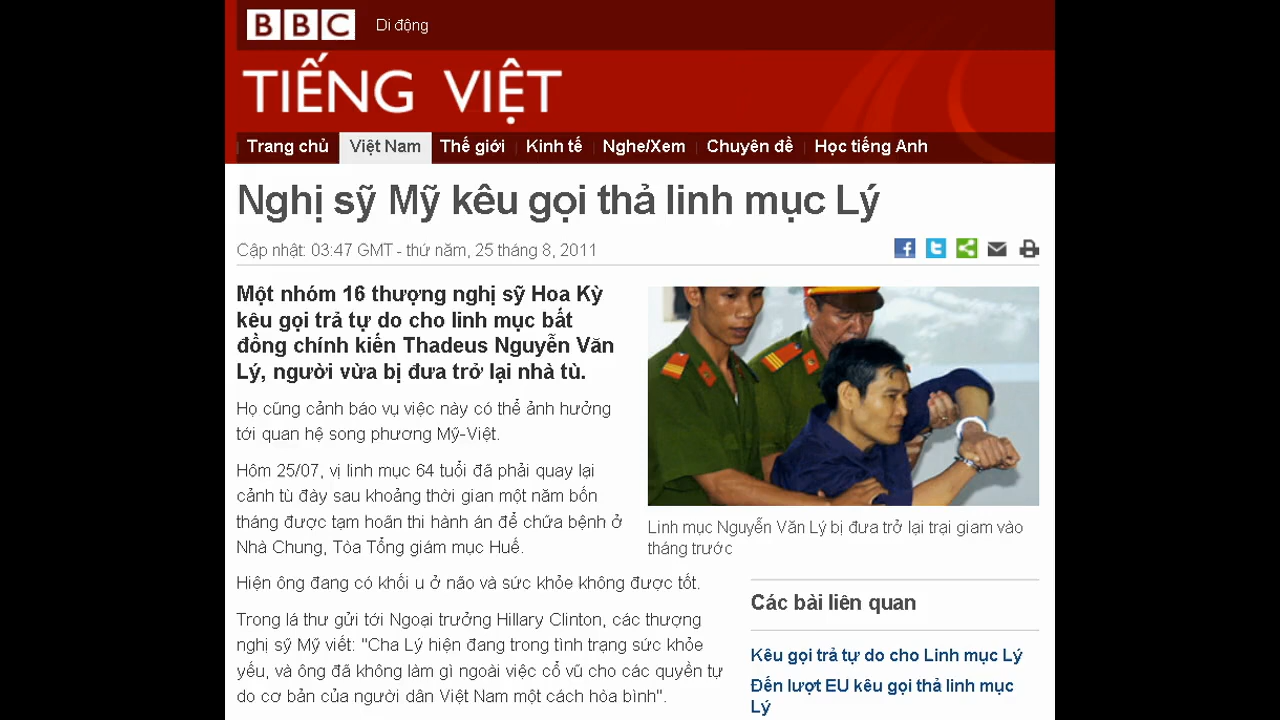 BBC Di động
TIẾNG VIỆT
Trang chủ Việt Nam Thế giới Kinh tế Nghe/Xem Chuyên đề Học tiếng Anh
Nghị sỹ Mỹ kêu gọi thả linh mục Lý
Cập nhật: 03:47 GMT - thứ năm, 25 tháng 8, 2011
Một nhóm 16 thượng nghị sỹ Hoa Kỳ
kêu gọi trả tự do cho linh mục bất
đồng chính kiến Thadeus Nguyễn Văn
Lý, người vừa bị đưa trở lại nhà tù.
Họ cũng cảnh báo vụ việc này có thể ảnh hưởng
tới quan hệ song phương Mỹ-Việt.
Hôm 25/07, vị linh mục 64 tuổi đã phải quay lại
cảnh tù đày sau khoảng thời gian một năm bốn
tháng được tạm hoãn thi hành án để chữa bệnh ở
Nhà Chung, Tòa Tổng giám mục Huế.
Hiện ông đang có khối u ở não và sức khỏe không được tốt.
Trong lá thư gửi tới Ngoại trưởng Hillary Clinton, các thượng
nghị sỹ Mỹ viết: "Cha Lý hiện đang trong tình trạng sức khỏe
yếu, và ông đã không làm gì ngoài việc cổ vũ cho các quyền tự
do cơ bản của người dân Việt Nam một cách hòa bình".
Linh mục Nguyễn Văn Lý bị đưa trở lại trại giam vào
tháng trước
Các bài liên quan
Kêu gọi trả tự do cho Linh mục Lý
Đến lượt EU kêu gọi thả linh mục
Lý